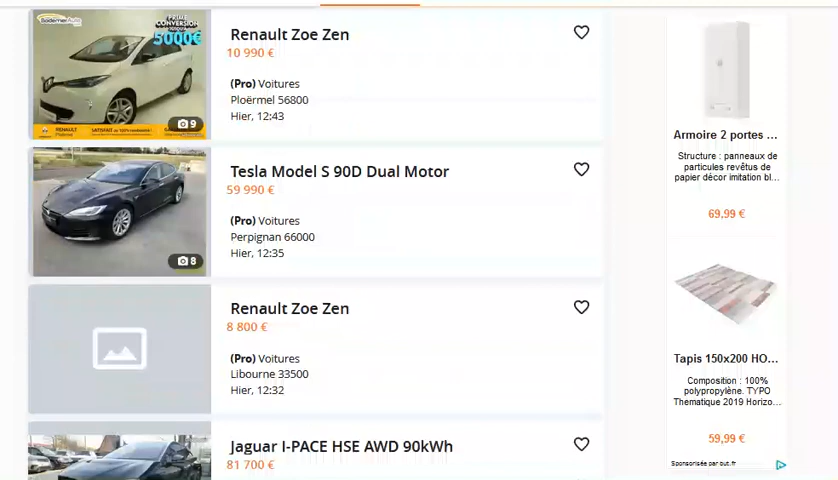 BodemerAuto
PRIME
CONVERSION
5000€
RENAULT
9
Renault Zoe Zen
10 990 €
(Pro) Voitures
Ploërmel 56800
Hier, 12:43
8
Tesla Model S 90D Dual Motor
59 990 €
(Pro) Voitures
Perpignan 66000
Hier, 12:35
Renault Zoe Zen
8 800 €
(Pro) Voitures
Libourne 33500
Hier, 12:32
Jaguar I-PACE HSE AWD 90kWh
81 700 €
Armoire 2 portes ...
Structure : panneaux de
particules revêtus de
papier décor imitation bl...
69,99 €
Tapis 150x200 HO...
Composition : 100%
polypropylène. TYPO
Thematique 2019 Horizo...
59,99 €
Sponsorisée par but.fr